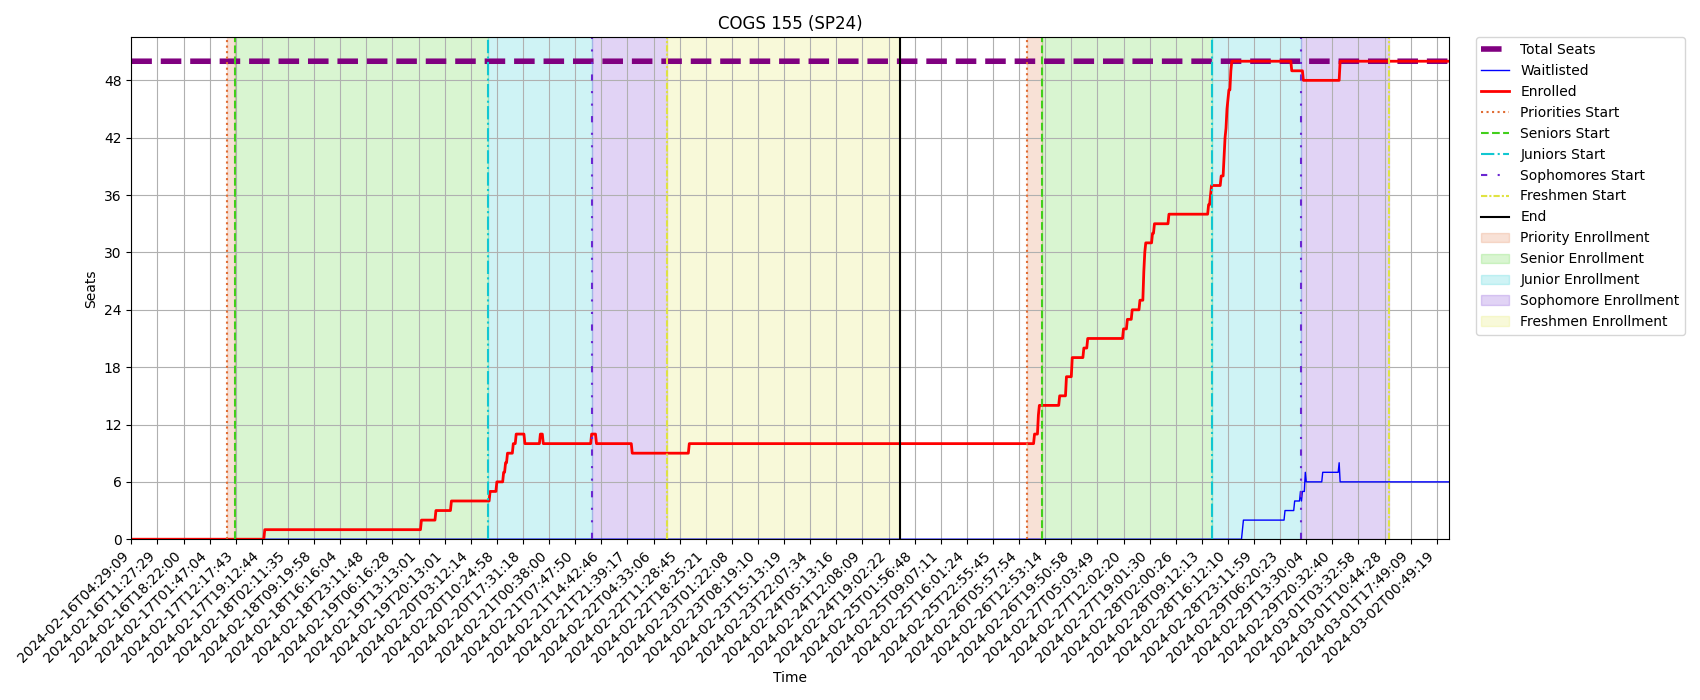 COGS 155 (SP24)
Seats
48
42
36
30
24
18
12
6
0
2024-02-16T04:29:09
2024-02-16T11:27:29
2024-02-16T18:22:00
2024-02-17T01:47:04
2024-02-17T12:17:43
2024-02-17T19:12:44
2024-02-18T02:11:35
2024-02-18T09:19:58
2024-02-18T16:16:04
2024-02-18T23:11:48
2024-02-19T06:16:28
2024-02-19T13:13:01
2024-02-19T20:13:01
2024-02-20T03:12:14
2024-02-20T10:24:58
2024-02-20T17:31:18
2024-02-21T00:38:00
2024-02-21T07:47:50
2024-02-21T14:42:46
2024-02-21T21:39:17
2024-02-22T04:33:06
2024-02-22T11:28:45
2024-02-22T18:25:21
2024-02-23T01:22:08
2024-02-23T08:19:10
2024-02-23T15:13:19
2024-02-23T22:07:34
2024-02-24T05:13:16
2024-02-24T12:08:09
2024-02-24T19:02:22
2024-02-25T01:56:48
2024-02-25T09:07:11
2024-02-25T16:01:24
2024-02-25T22:55:45
2024-02-26T05:57:54
2024-02-26T12:53:14
2024-02-26T19:50:58
2024-02-27T05:03:49
2024-02-27T12:02:20
2024-02-27T19:01:30
2024-02-28T02:00:26
2024-02-28T09:12:13
2024-02-28T16:12:10
2024-02-28T23:11:59
2024-02-29T06:20:23
2024-02-29T13:30:04
2024-02-29T20:32:40
2024-03-01T03:32:58
2024-03-01T10:44:28
2024-03-01T17:49:09
2024-03-02T00:49:19
Time
Total Seats
Waitlisted
Enrolled
Priorities Start
Seniors Start
Juniors Start
Sophomores Start
Freshmen Start
End
Priority Enrollment
Senior Enrollment
Junior Enrollment
Sophomore Enrollment
Freshmen Enrollment